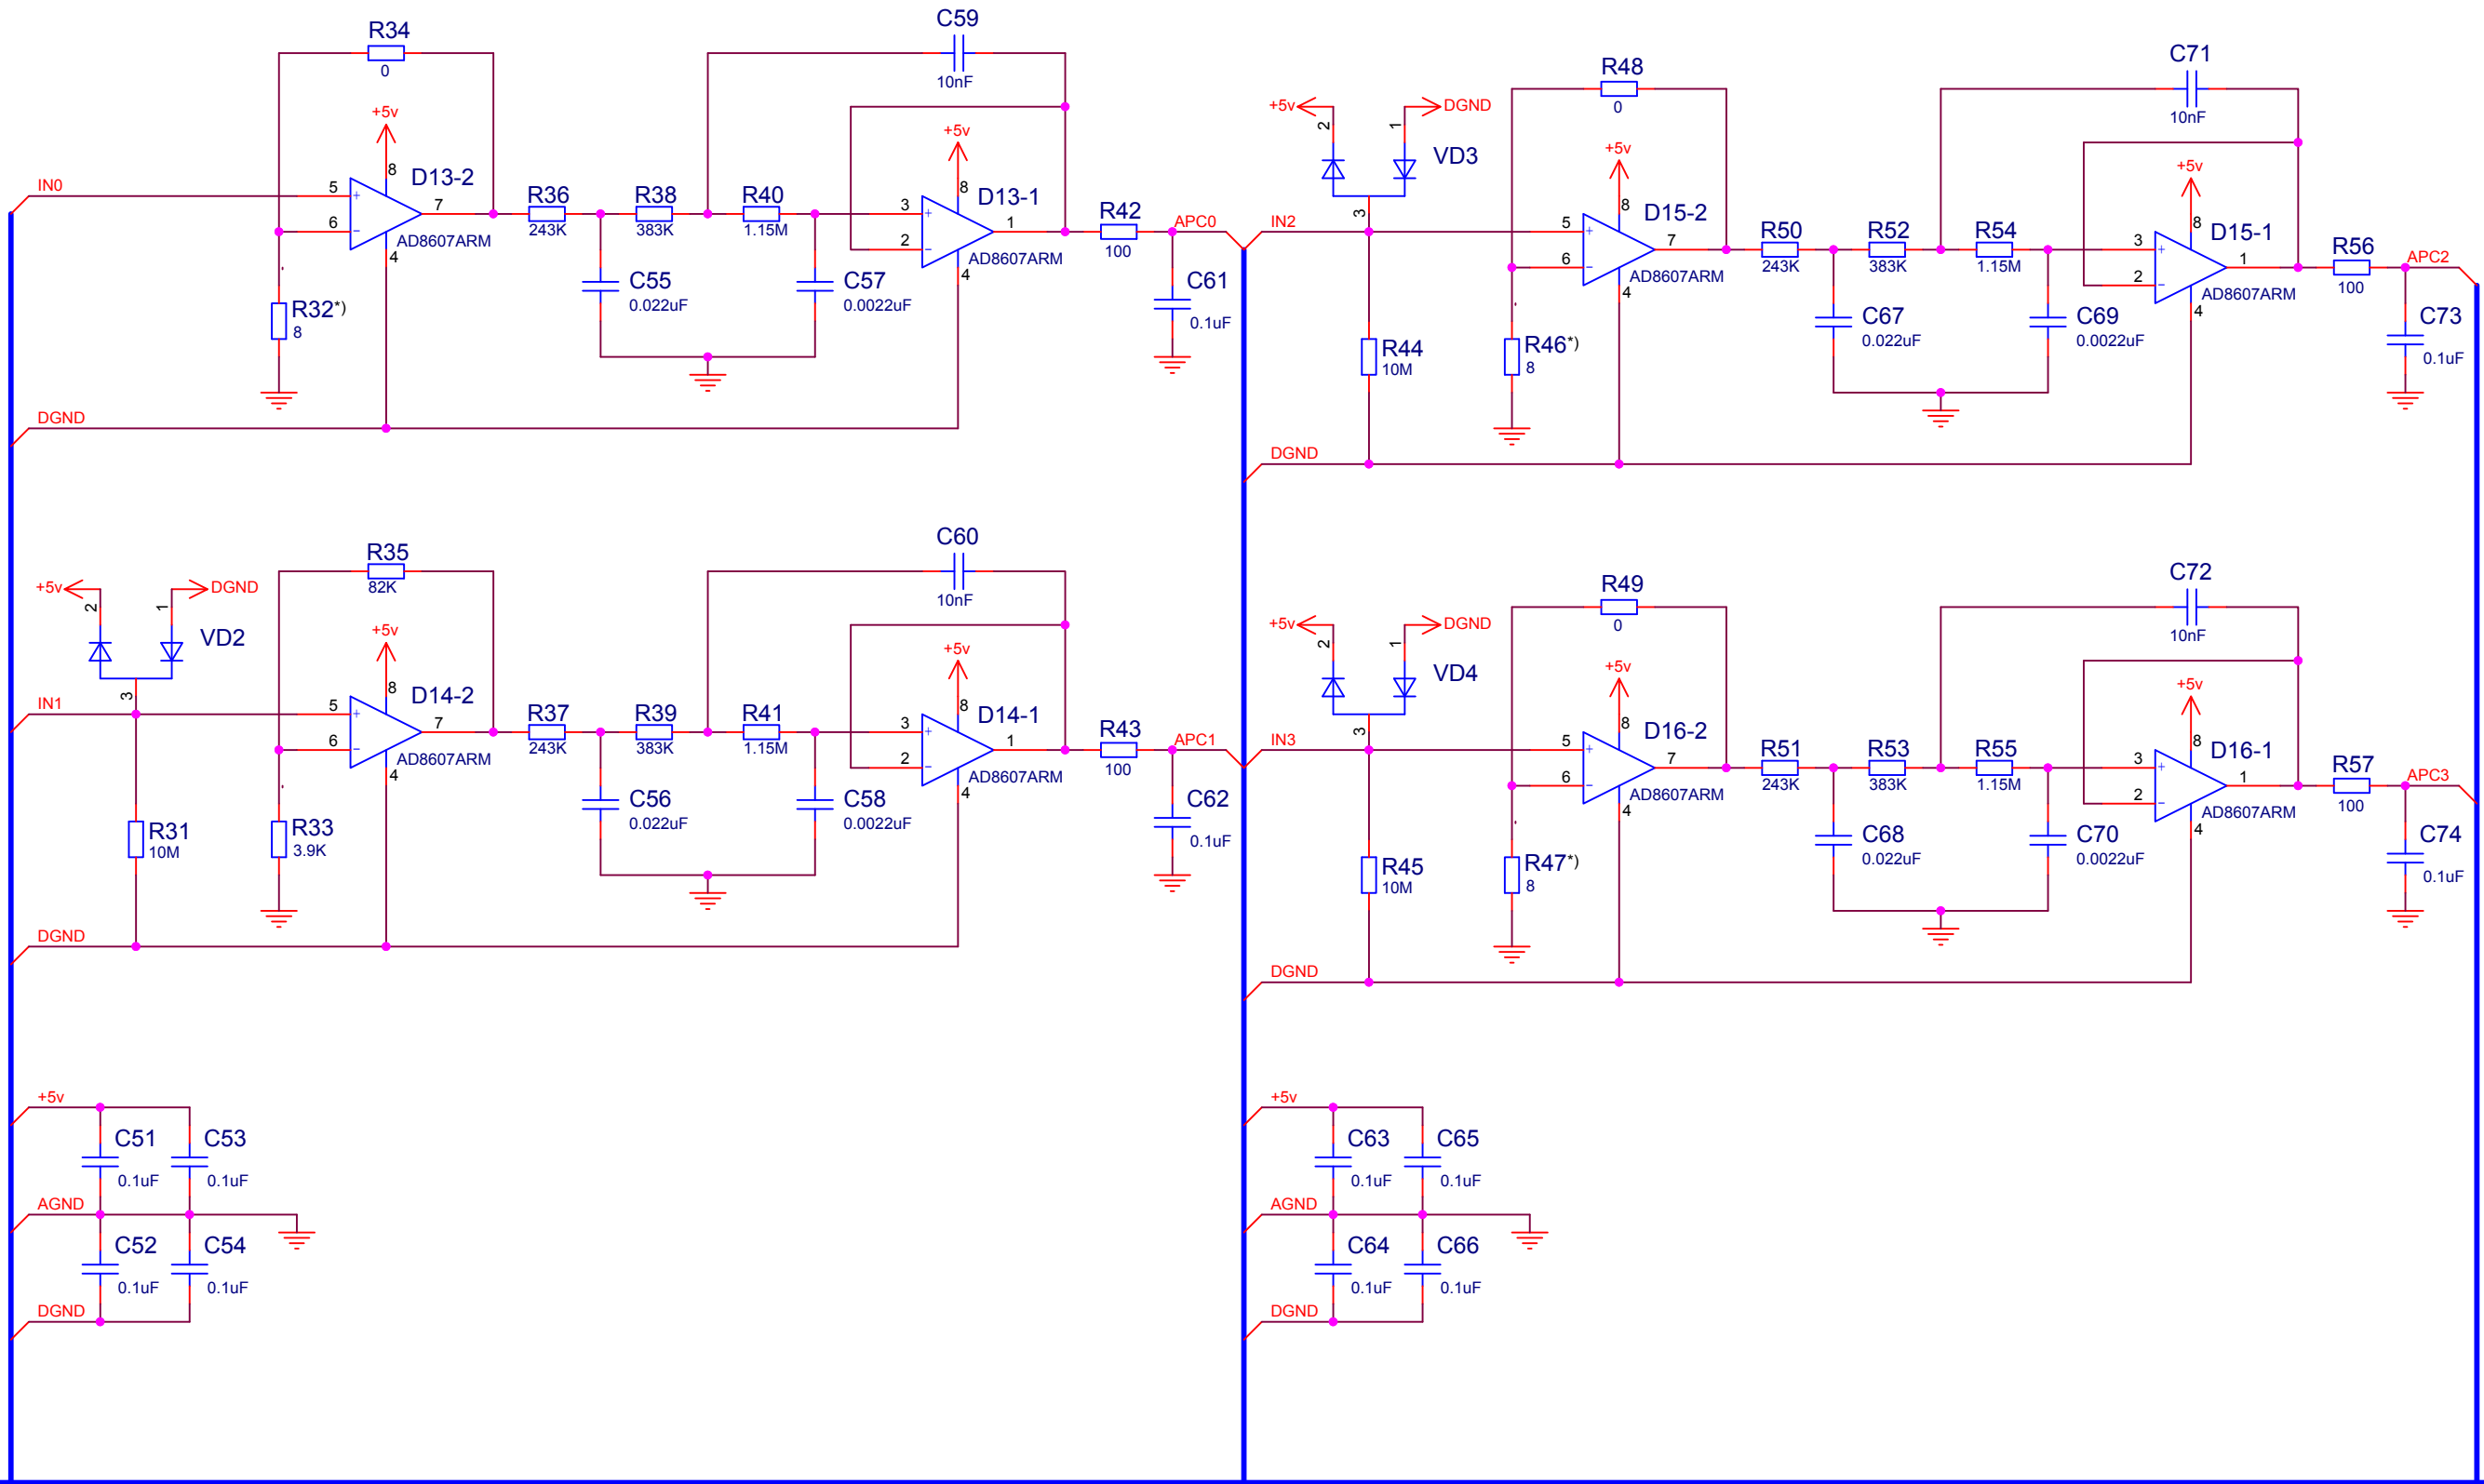 R34
0
C59
10nF
+5v
+5v
IN0
5
6
+
−
8
7
4
D13-2
AD8607ARM
R36
243K
R38
383K
R40
1.15M
3
2
+
−
8
1
4
D13-1
AD8607ARM
R42
100
APC0
R32*)
8
C55
0.022uF
C57
0.0022uF
C61
0.1uF
DGND
R48
0
C71
10nF
+5v
2
1
DGND
VD3
3
+5v
+5v
IN2
5
6
+
−
8
7
4
D15-2
AD8607ARM
R50
243K
R52
383K
R54
1.15M
3
2
+
−
8
1
4
D15-1
AD8607ARM
R56
100
APC2
R44
10M
R46*)
8
C67
0.022uF
C69
0.0022uF
C73
0.1uF
DGND
R35
82K
C60
10nF
+5v
2
1
DGND
VD2
3
+5v
+5v
IN1
5
6
+
−
8
7
4
D14-2
AD8607ARM
R37
243K
R39
383K
R41
1.15M
3
2
+
−
8
1
4
D14-1
AD8607ARM
R43
100
APC1
R31
10M
R33
3.9K
C56
0.022uF
C58
0.0022uF
C62
0.1uF
DGND
R49
0
C72
10nF
+5v
2
1
DGND
VD4
3
+5v
+5v
IN3
5
6
+
−
8
7
4
D16-2
AD8607ARM
R51
243K
R53
383K
R55
1.15M
3
2
+
−
8
1
4
D16-1
AD8607ARM
R57
100
APC3
R45
10M
R47*)
8
C68
0.022uF
C70
0.0022uF
C74
0.1uF
DGND
+5v
C51
0.1uF
C53
0.1uF
AGND
C52
0.1uF
C54
0.1uF
DGND
+5v
C63
0.1uF
C65
0.1uF
AGND
C64
0.1uF
C66
0.1uF
DGND